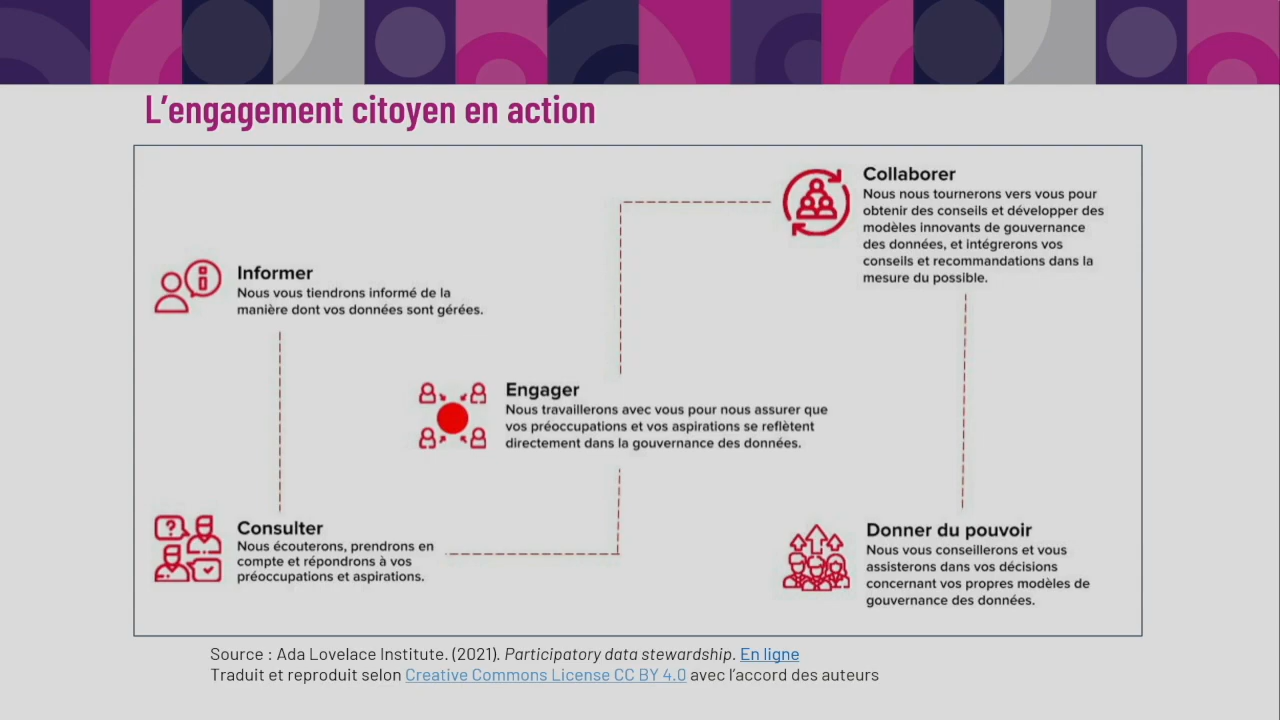 L'engagement citoyen en action
Informer
Nous vous tiendrons informé de la
manière dont vos données sont gérées.
Consulter
Nous écouterons, prendrons en
compte et répondrons à vos
préoccupations et aspirations.
Engager
Nous travaillerons avec vous pour nous assurer que
vos préoccupations et vos aspirations se reflètent
directement dans la gouvernance des données.
Collaborer
Nous nous tournerons vers vous pour
obtenir des conseils et développer des
modèles innovants de gouvernance
des données, et intégrerons vos
conseils et recommandations dans la
mesure du possible.
Donner du pouvoir
Nous vous conseillerons et vous
assisterons dans vos décisions
concernant vos propres modèles de
gouvernance des données.
Source : Ada Lovelace Institute. (2021). Participatory data stewardship. En ligne
Traduit et reproduit selon Creative Commons License CC BY 4.0 avec l'accord des auteurs